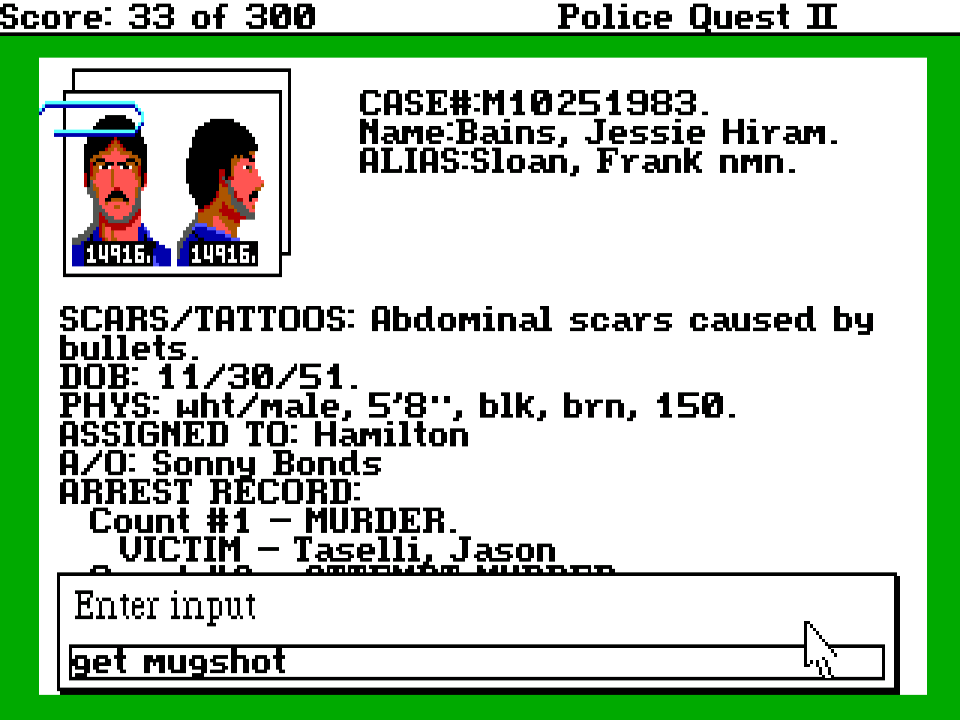 Score: 33 of 300 Police Quest II
CASE#:M10251983.
Name:Bains, Jessie Hiram.
ALIAS:Sloan, Frank nmn.
14916. 14916.
SCARS/TATTOOS: Abdominal scars caused by
bullets.
DOB: 11/30/51.
PHYS: wht/male, 5'8", blk, brn, 150.
ASSIGNED TO: Hamilton
A/O: Sonny Bonds
ARREST RECORD:
Count #1 - MURDER.
VICTIM - Taselli, Jason
Enter input
get mugshot